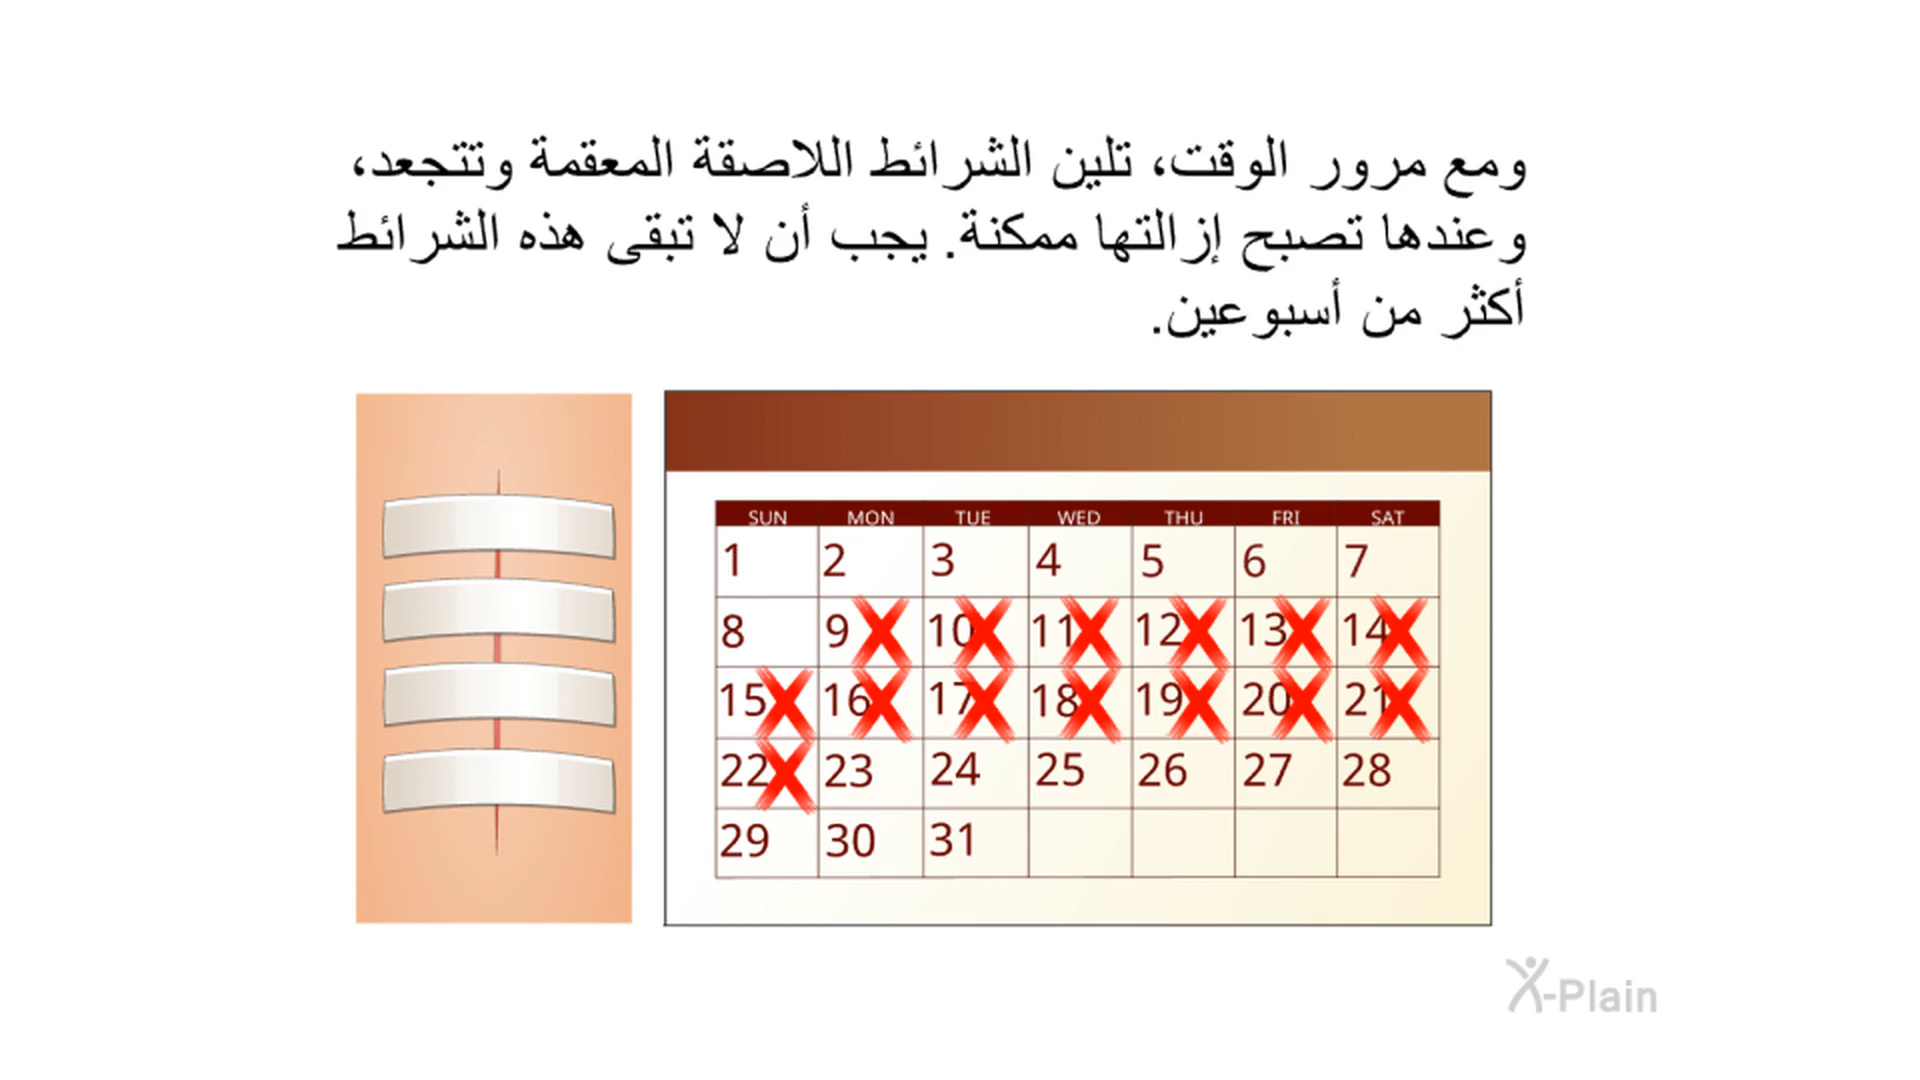 ومع مرور الوقت، تلين الشرائط اللاصقة المعقمة وتتجعد،
وعندها تصبح إزالتها ممكنة. يجب أن لا تبقى هذه الشرائط
أكثر من أسبوعين.
SUN MON TUE WED THU FRI SAT
1 2 3 4 5 6 7
8 9 10 11 12 13 14
15 16 17 18 19 20 21
22 23 24 25 26 27 28
29 30 31
X-Plain